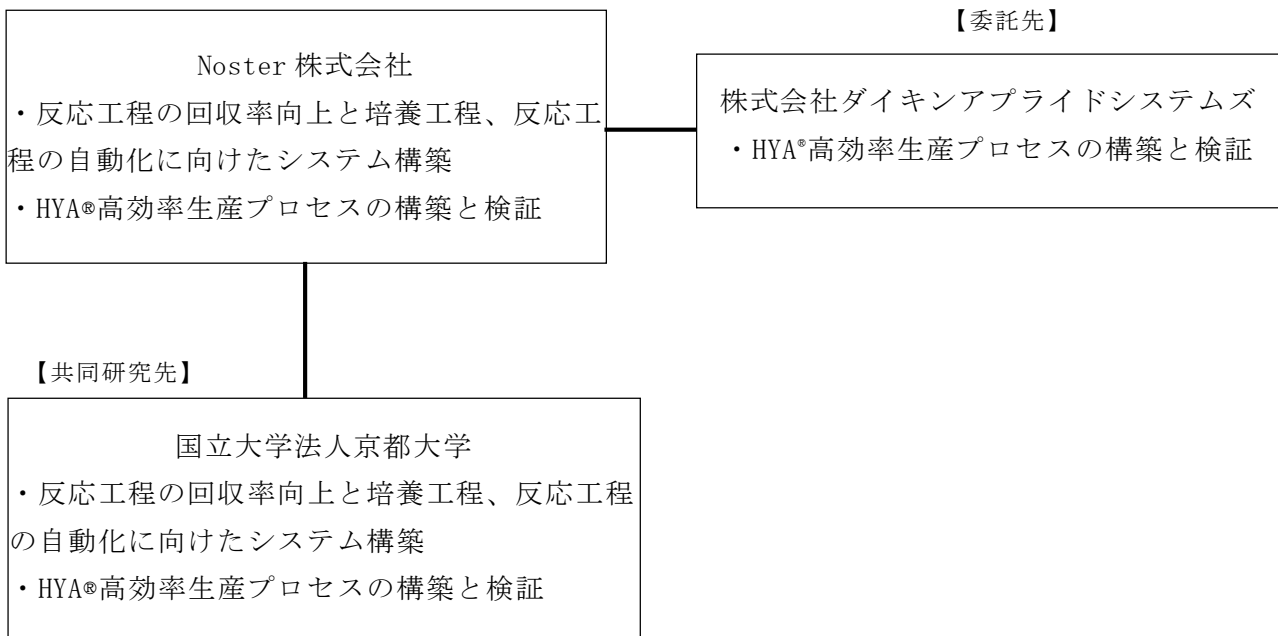 Noster 株式会社
・反応工程の回収率向上と培養工程、反応工
程の自動化に向けたシステム構築
・HYA®高効率生産プロセスの構築と検証
【委託先】
株式会社ダイキンアプライドシステムズ
・HYA®高効率生産プロセスの構築と検証
【共同研究先】
国立大学法人京都大学
・反応工程の回収率向上と培養工程、反応工程
の自動化に向けたシステム構築
・HYA®高効率生産プロセスの構築と検証